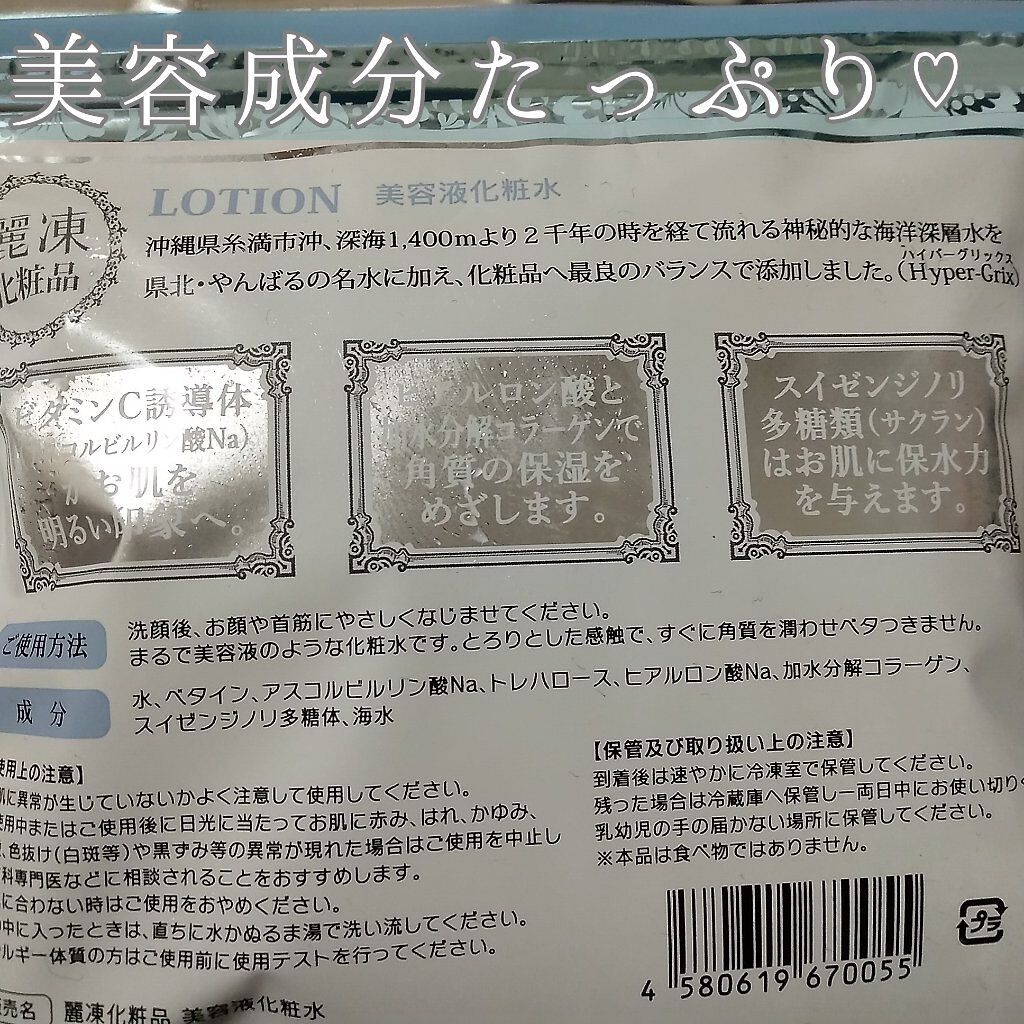 美容成分たっぷり♡
麗凍
化粧品
LOTION 美容液化粧水
沖縄県糸満市沖、深海1,400mより2千年の時を経て流れる神秘的な海洋深層水を
県北・やんばるの名水に加え、化粧品へ最良のバランスで添加しました。(Hyper-Grix)
ハイパーグリックス
ビタミンC誘導体
コルビルリン酸Na)
お肌を
明るい印象へ。
ヒアルロン酸と
加水分解コラーゲンで
角質の保湿を
めざします。
スイゼンジノリ
多糖類(サクラン)
はお肌に保水力
を与えます。
ご使用方法
洗顔後、お顔や首筋にやさしくなじませてください。
まるで美容液のような化粧水です。とろりとした感触で、すぐに角質を潤わせベタつきません。
成分
水、ベタイン、アスコルビルリン酸Na、トレハロース、ヒアルロン酸Na、加水分解コラーゲン、
スイゼンジノリ多糖体、海水
使用上の注意】
肌に異常が生じていないかよく注意して使用してください。
使用中またはご使用後に日光に当たってお肌に赤み、はれ、かゆみ、
、色抜け(白斑等)や黒ずみ等の異常が現れた場合はご使用を中止し
科専門医などに相談されることをおすすめします。
に合わない時はご使用をおやめください。
中に入ったときは、直ちに水かぬるま湯で洗い流してください。
ルギー体質の方はご使用前に使用テストを行ってください。
【保管及び取り扱い上の注意】
到着後は速やかに冷凍室で保管してください。
残った場合は冷蔵庫へ保管し一両日中にお使い切り
乳幼児の手の届かない場所に保管してください。
※本品は食べ物ではありません。
4 580619 670055
プラ
販売名 麗凍化粧品 美容液化粧水